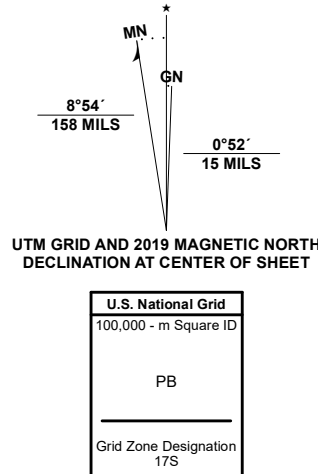 MN
GN
8°54´
158 MILS
0°52´
15 MILS
UTM GRID AND 2019 MAGNETIC NORTH
DECLINATION AT CENTER OF SHEET
U.S. National Grid
100,000 - m Square ID
PB
Grid Zone Designation
17S